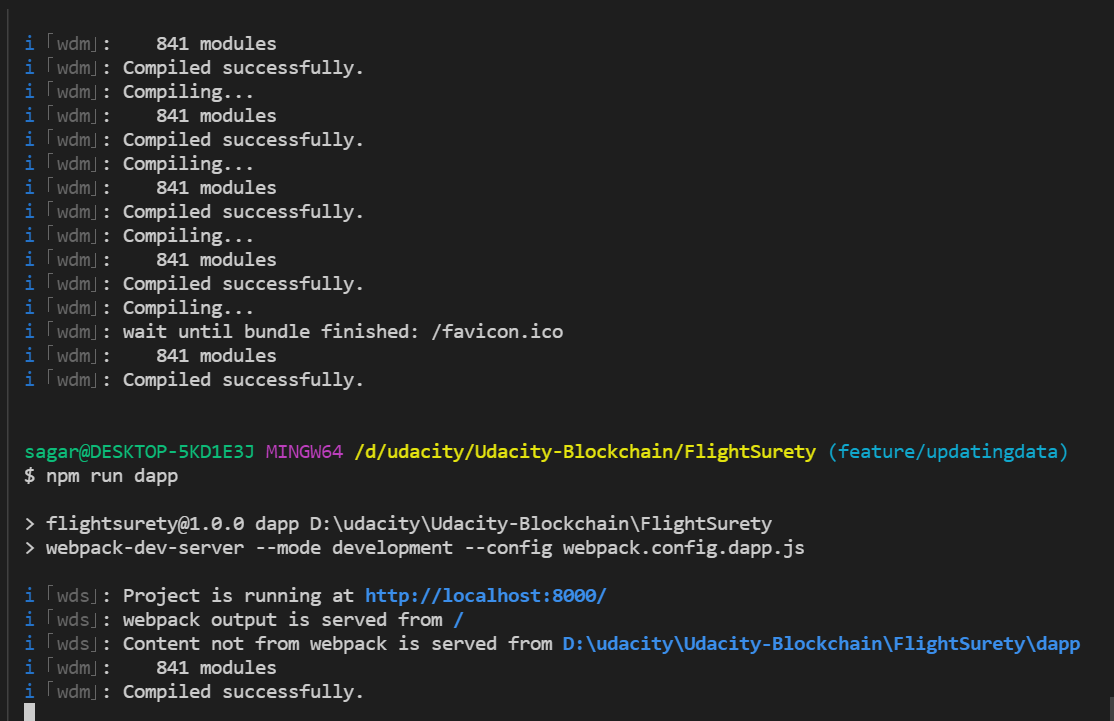 i ｢wdm｣:    841 modules
i ｢wdm｣: Compiled successfully.
i ｢wdm｣: Compiling...
i ｢wdm｣:    841 modules
i ｢wdm｣: Compiled successfully.
i ｢wdm｣: Compiling...
i ｢wdm｣:    841 modules
i ｢wdm｣: Compiled successfully.
i ｢wdm｣: Compiling...
i ｢wdm｣:    841 modules
i ｢wdm｣: Compiled successfully.
i ｢wdm｣: Compiling...
i ｢wdm｣: wait until bundle finished: /favicon.ico
i ｢wdm｣:    841 modules
i ｢wdm｣: Compiled successfully.
sagar@DESKTOP-5KD1E3J MINGW64 /d/udacity/Udacity-Blockchain/FlightSurety (feature/updatingdata)
$ npm run dapp
> flightsurety@1.0.0 dapp D:\udacity\Udacity-Blockchain\FlightSurety
> webpack-dev-server --mode development --config webpack.config.dapp.js
i ｢wds｣: Project is running at http://localhost:8000/
i ｢wds｣: webpack output is served from /
i ｢wds｣: Content not from webpack is served from D:\udacity\Udacity-Blockchain\FlightSurety\dapp
i ｢wdm｣:    841 modules
i ｢wdm｣: Compiled successfully.